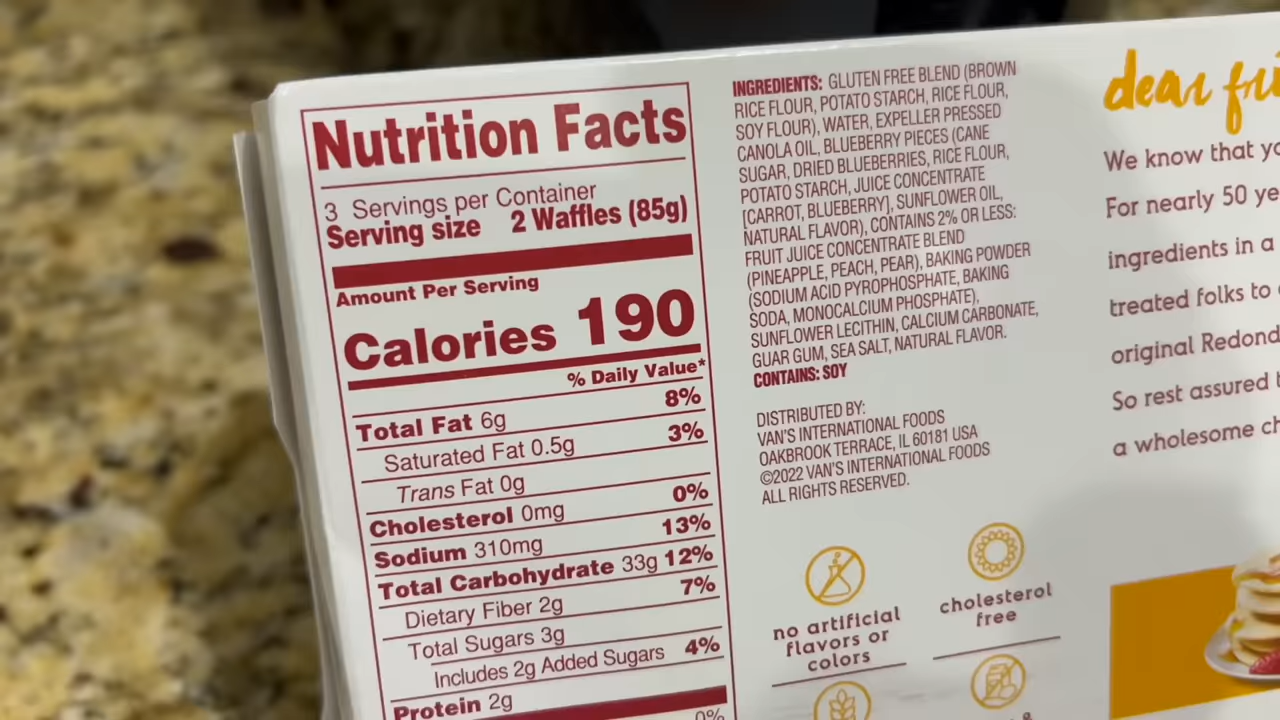 Nutrition Facts
3 Servings per Container
Serving size 2 Waffles (85g)
Amount Per Serving
Calories 190
% Daily Value*
Total Fat 6g 8%
Saturated Fat 0.5g 3%
Trans Fat 0g
Cholesterol 0mg 0%
Sodium 310mg 13%
Total Carbohydrate 33g 12%
Dietary Fiber 2g 7%
Total Sugars 3g
Includes 2g Added Sugars 4%
Protein 2g
0%
INGREDIENTS: GLUTEN FREE BLEND (BROWN
RICE FLOUR, POTATO STARCH, RICE FLOUR,
SOY FLOUR), WATER, EXPELLER PRESSED
CANOLA OIL, BLUEBERRY PIECES (CANE
SUGAR, DRIED BLUEBERRIES, RICE FLOUR,
POTATO STARCH, JUICE CONCENTRATE
[CARROT, BLUEBERRY], SUNFLOWER OIL,
NATURAL FLAVOR), CONTAINS 2% OR LESS:
FRUIT JUICE CONCENTRATE BLEND
(PINEAPPLE, PEACH, PEAR), BAKING POWDER
(SODIUM ACID PYROPHOSPHATE, BAKING
SODA, MONOCALCIUM PHOSPHATE),
SUNFLOWER LECITHIN, CALCIUM CARBONATE,
GUAR GUM, SEA SALT, NATURAL FLAVOR.
CONTAINS: SOY
DISTRIBUTED BY:
VAN'S INTERNATIONAL FOODS
OAKBROOK TERRACE, IL 60181 USA
©2022 VAN'S INTERNATIONAL FOODS
ALL RIGHTS RESERVED.
no artificial
flavors or
colors
cholesterol
free
&
dear fri
We know that yo
For nearly 50 ye
ingredients in a
treated folks to
original Redond
So rest assured
a wholesome ch